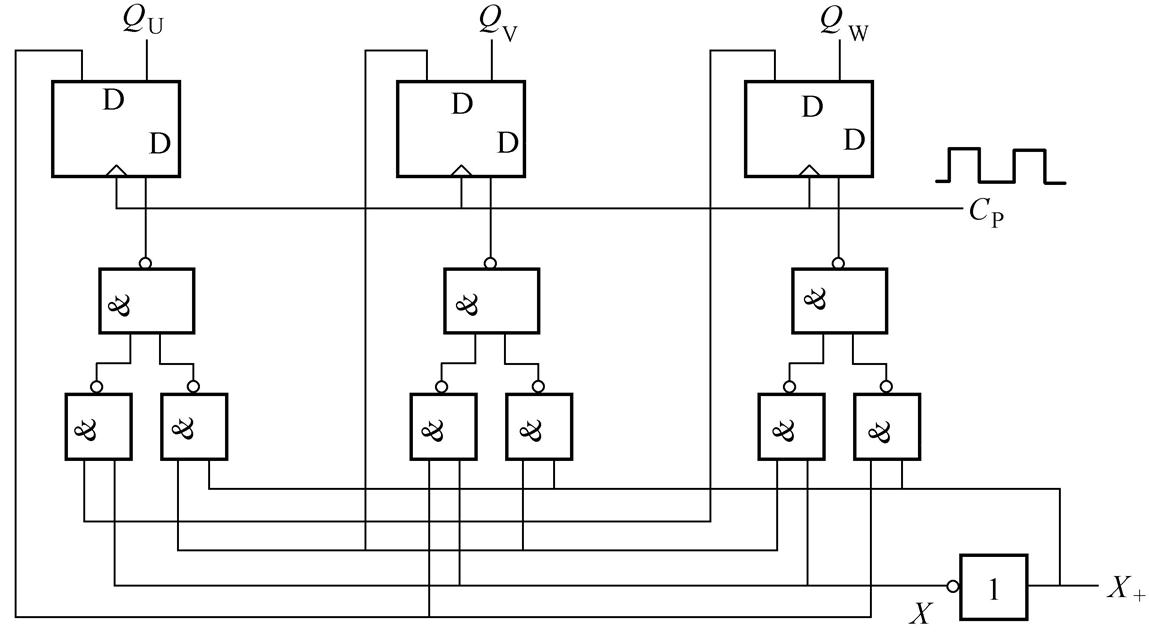 Q_U Q_V Q_W
D D D
D D D
C_P
& & &
& & & & & &
1 X_+
X